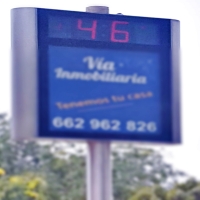 46
Vía
Inmobiliaria
Tenemos tu casa
662 962 826